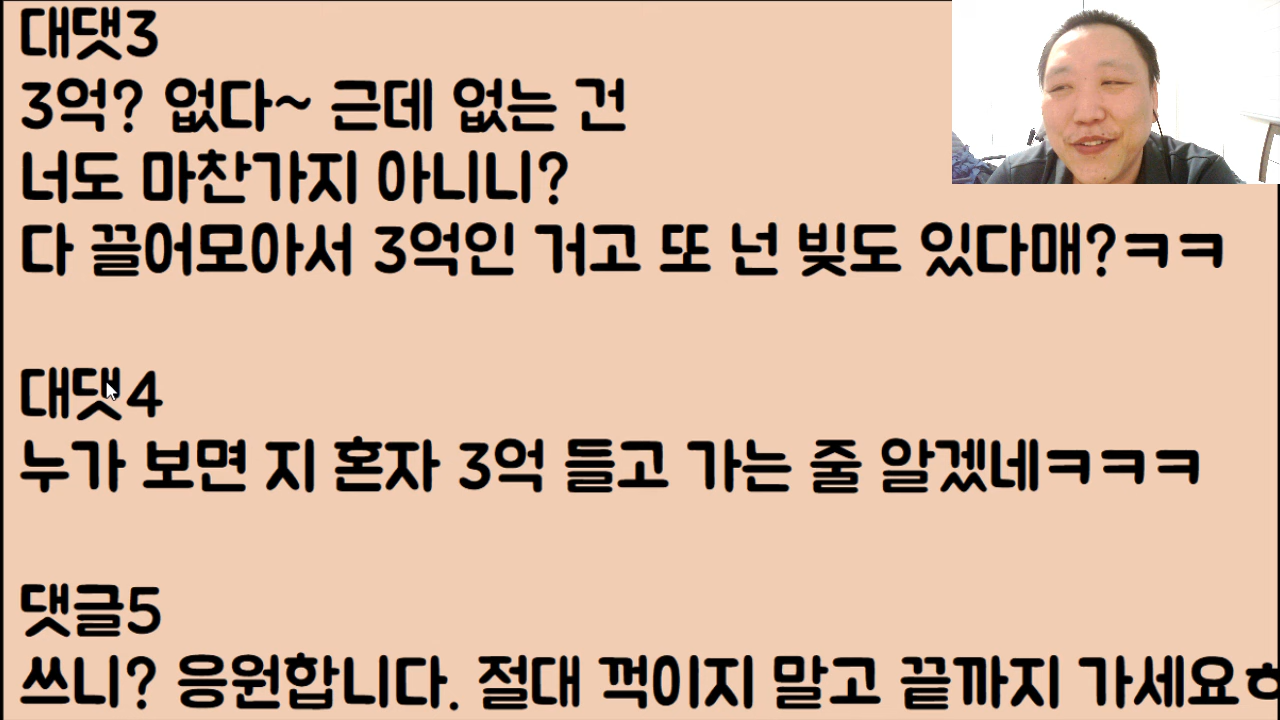 대댓3
3억? 없다~ 근데 없는 건
너도 마찬가지 아니니?
다 끌어모아서 3억인 거고 또 넌 빚도 있다매?ㅋㅋ
대댓4
누가 보면 지 혼자 3억 들고 가는 줄 알겠네ㅋㅋㅋ
댓글5
쓰니? 응원합니다. 절대 꺽이지 말고 끝까지 가세요ㅎ